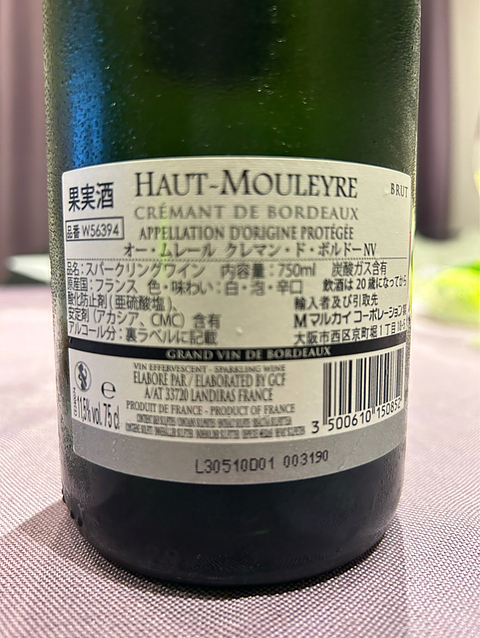 果実酒
品番 W56394
HAUT-MOULEYRE
BRUT
CRÉMANT DE BORDEAUX
APPELLATION D'ORIGINE PROTÉGÉE
オー・ムレール クレマン・ド・ボルドーNV
品名:スパークリングワイン 内容量:750ml 炭酸ガス含有
原産国:フランス 色・味わい:白・泡・辛口 飲酒は20歳になってから
酸化防止剤(亜硫酸塩)、 輸入者及び引取先
安定剤(アカシア、CMC)含有 Mマルカイコーポレーション
アルコール分:裏ラベルに記載 大阪市西区京町堀1丁目
GRAND VIN DE BORDEAUX
VIN EFFERVESCENT - SPARKLING WINE
ELABORÉ PAR / ELABORATED BY GCF
A/AT 33720 LANDIRAS FRANCE
PRODUIT DE FRANCE - PRODUCT OF FRANCE
e
11,5% vol. 75 cl
3 500610 150852
L30510D01 003190